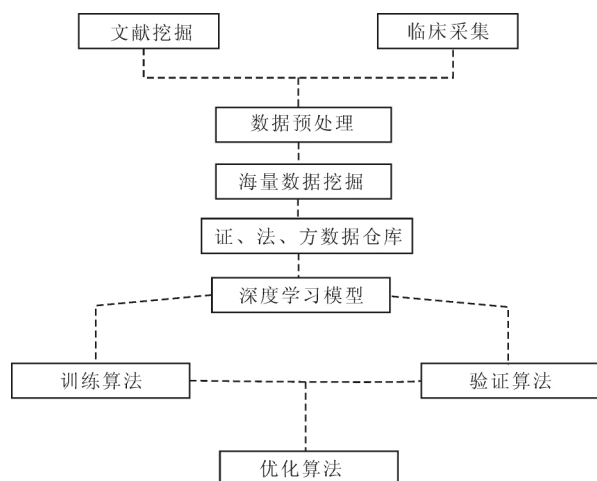 文献挖掘
临床采集
数据预处理
海量数据挖掘
证、法、方数据仓库
深度学习模型
训练算法
验证算法
优化算法